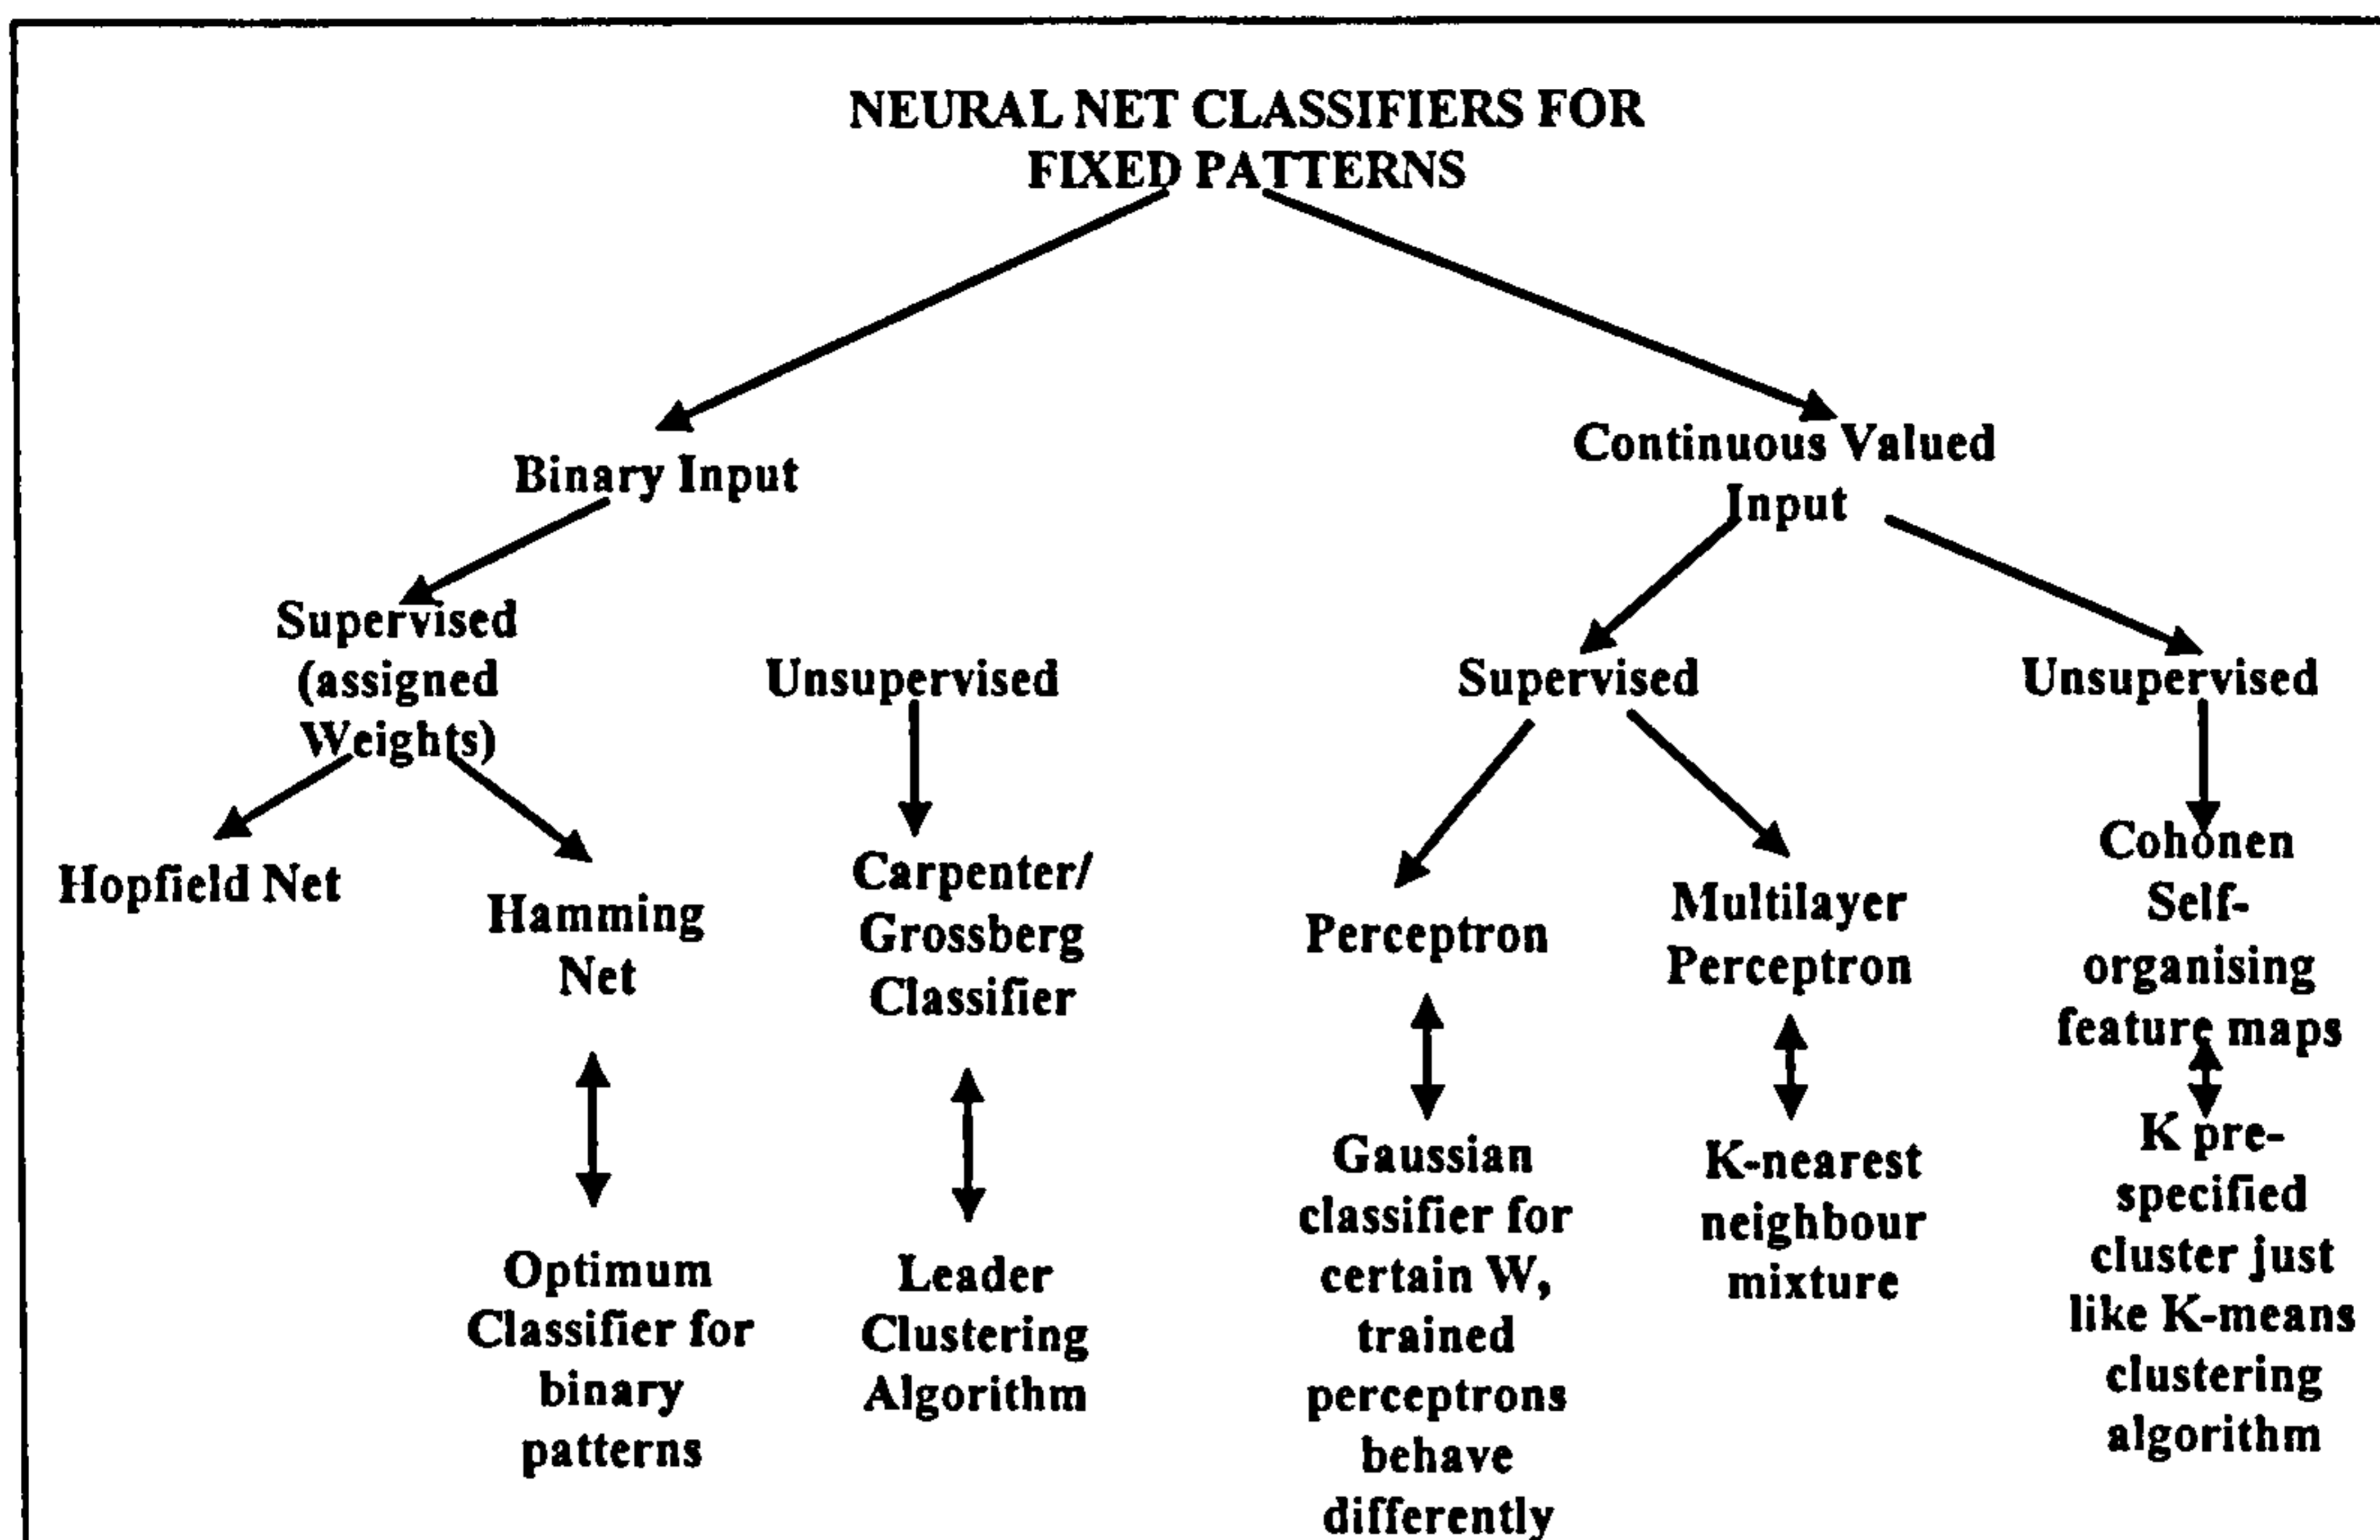 NEURAL NET CLASSIFIERS FOR
FIXED PATTERNS
Binary Input
Continuous Valued
Input
Supervised
(assigned
Weights)
Unsupervised
Supervised
Unsupervised
Hopfield Net
Hamming
Net
Carpenter/
Grossberg
Classifier
Perceptron
Multilayer
Perceptron
Cohonen
Self-
organising
feature maps
Optimum
Classifier for
binary
patterns
Leader
Clustering
Algorithm
Gaussian
classifier for
certain W,
trained
perceptrons
behave
differently
K-nearest
neighbour
mixture
K pre-
specified
cluster just
like K-means
clustering
algorithm